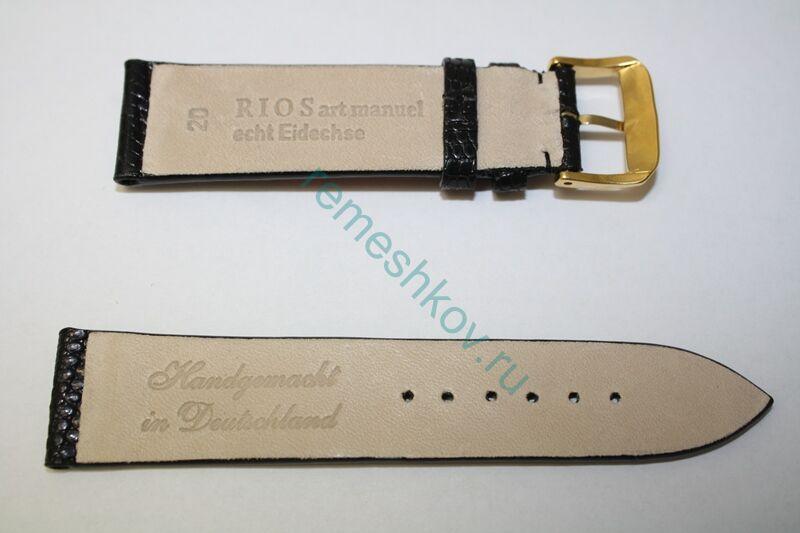 20
RIOS art manuel
echt Eidechse
remeshkov.ru
Handgemacht
in Deutschland